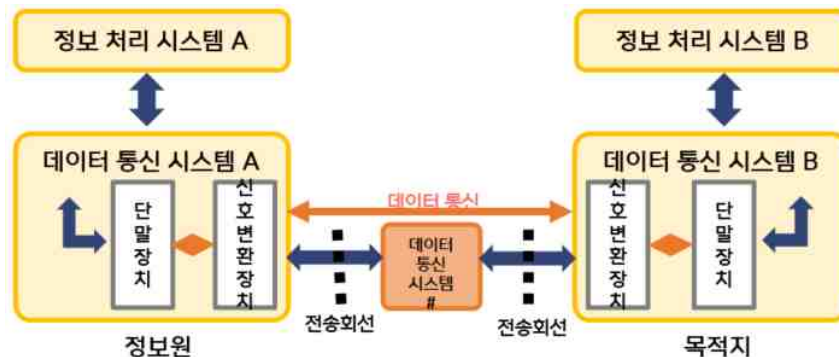 정보 처리 시스템 A
정보 처리 시스템 B
데이터 통신 시스템 A
데이터 통신 시스템 B
단말장치
신호변환장치
데이터 통신
데이터
통신
시스템
#
신호변환장치
단말장치
전송회선
전송회선
정보원
목적지